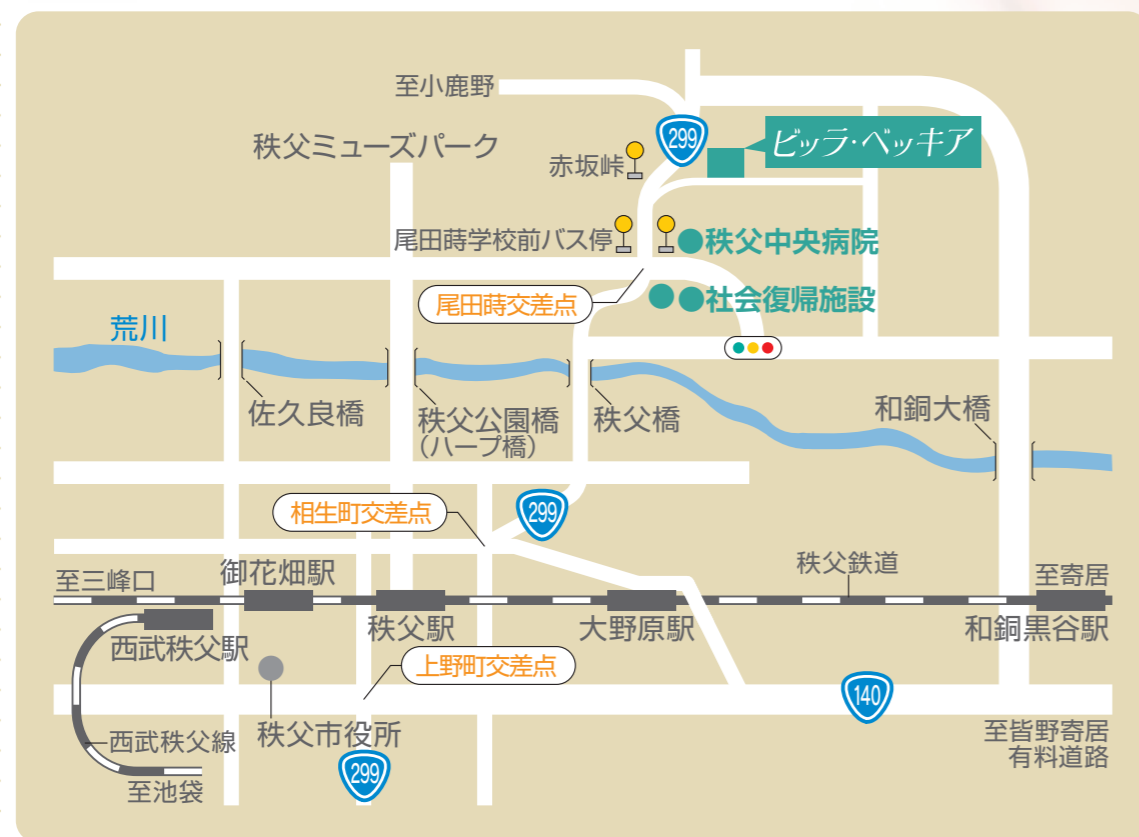 至小鹿野
299
ビッラ・ベッキア
秩父ミューズパーク
赤坂峠
尾田蒔学校前バス停
●秩父中央病院
尾田蒔交差点
●●社会復帰施設
荒川
佐久良橋
秩父公園橋
(ハープ橋)
秩父橋
和銅大橋
相生町交差点
299
至三峰口
御花畑駅
秩父鉄道
至寄居
西武秩父駅
秩父駅
大野原駅
和銅黒谷駅
上野町交差点
140
秩父市役所
西武秩父線
299
至皆野寄居
有料道路
至池袋